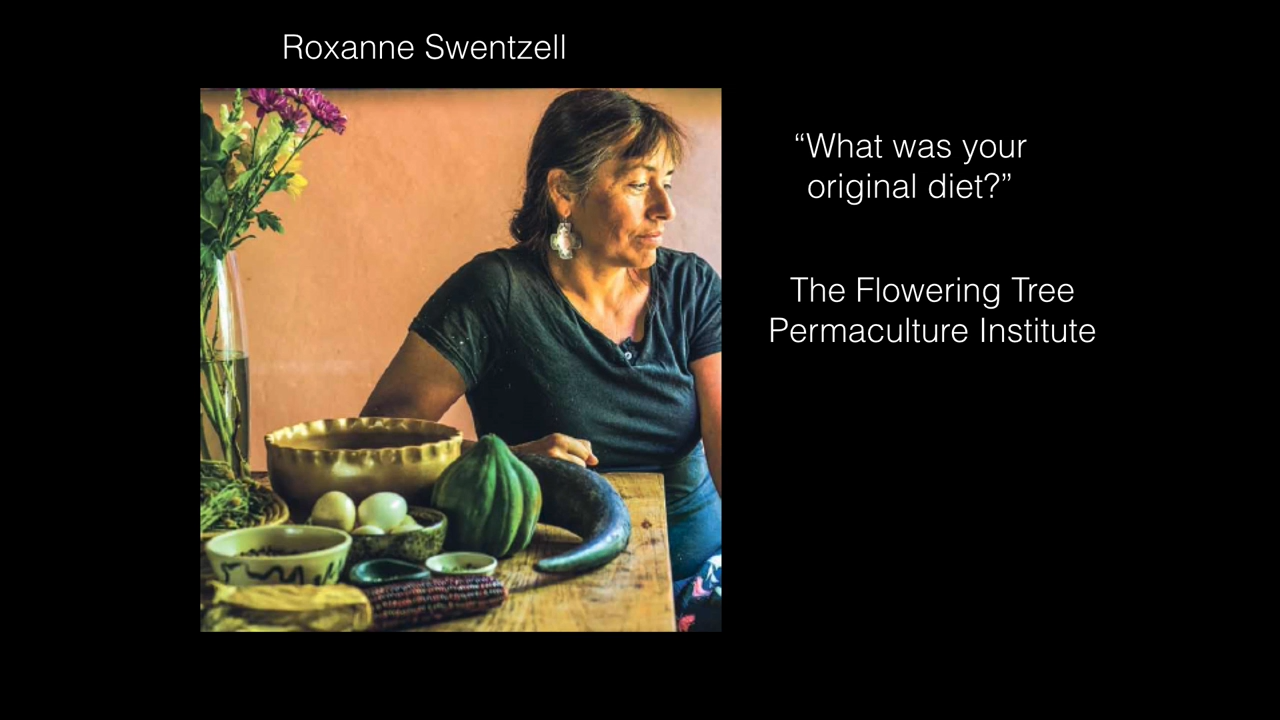 Roxanne Swentzell
“What was your
original diet?”
The Flowering Tree
Permaculture Institute